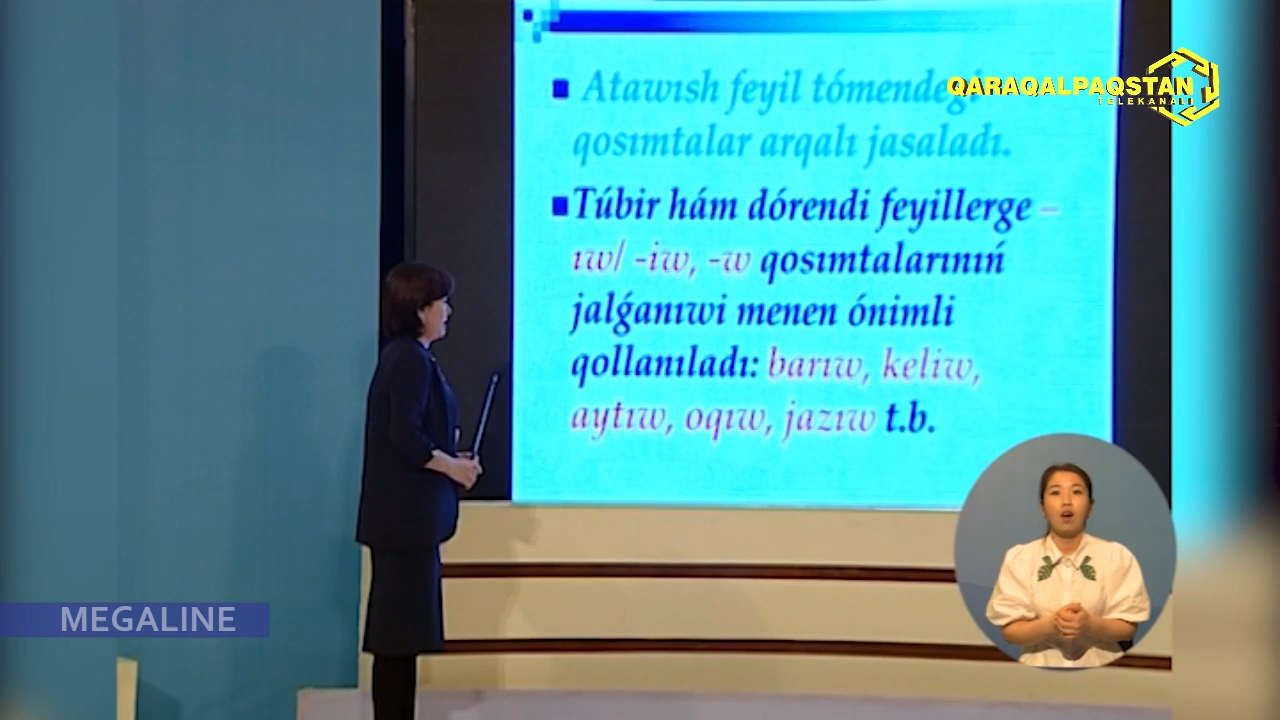 QARAQALPAQSTAN
TELEKANALI
■ Atawısh feyil tómendegi
qosımtalar arqalı jasaladı.
■Túbir hám dórendi feyillerge –
ıw/ -iw, -w qosımtalarınıń
jalǵanıwi menen ónimli
qollanıladı: barıw, keliw,
aytıw, oqıw, jazıw t.b.
MEGALINE